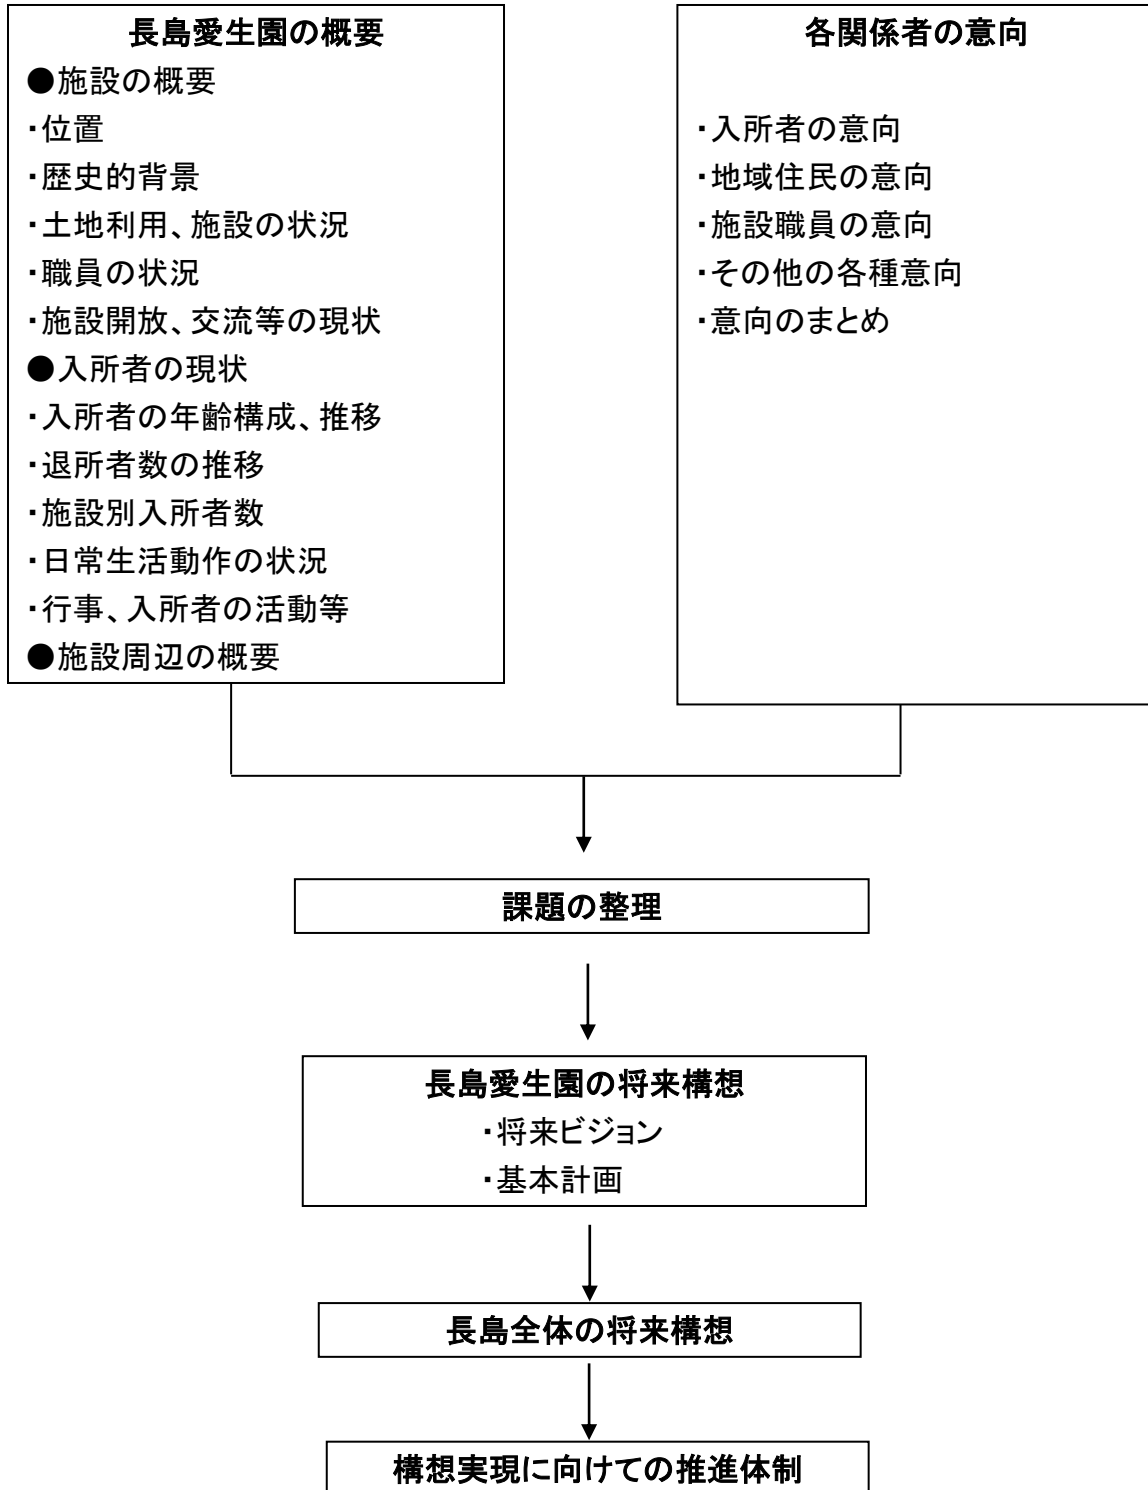 長島愛生園の概要
●施設の概要
・位置
・歴史的背景
・土地利用、施設の状況
・職員の状況
・施設開放、交流等の現状
●入所者の現状
・入所者の年齢構成、推移
・退所者数の推移
・施設別入所者数
・日常生活動作の状況
・行事、入所者の活動等
●施設周辺の概要
各関係者の意向
・入所者の意向
・地域住民の意向
・施設職員の意向
・その他の各種意向
・意向のまとめ
課題の整理
長島愛生園の将来構想
・将来ビジョン
・基本計画
長島全体の将来構想
構想実現に向けての推進体制